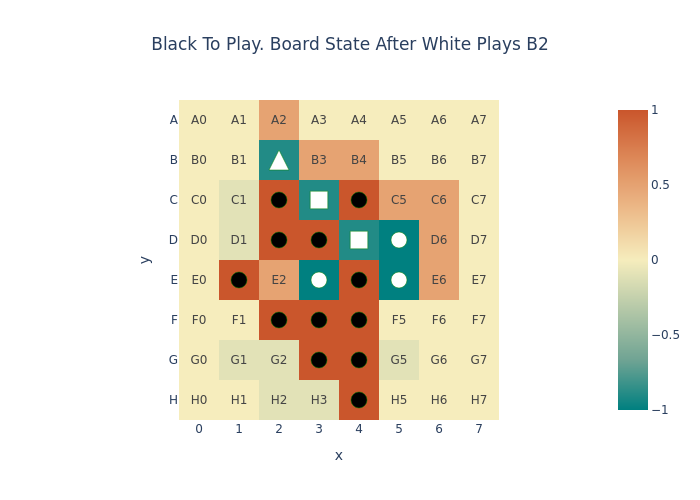 Black To Play. Board State After White Plays B2
A A0 A1 A2 A3 A4 A5 A6 A7
B B0 B1 B3 B4 B5 B6 B7
C C0 C1 C5 C6 C7
D D0 D1 D6 D7
E E0 E2 E6 E7
F F0 F1 F5 F6 F7
G G0 G1 G2 G5 G6 G7
H H0 H1 H2 H3 H5 H6 H7
0 1 2 3 4 5 6 7
x
y
1
0.5
0
−0.5
−1